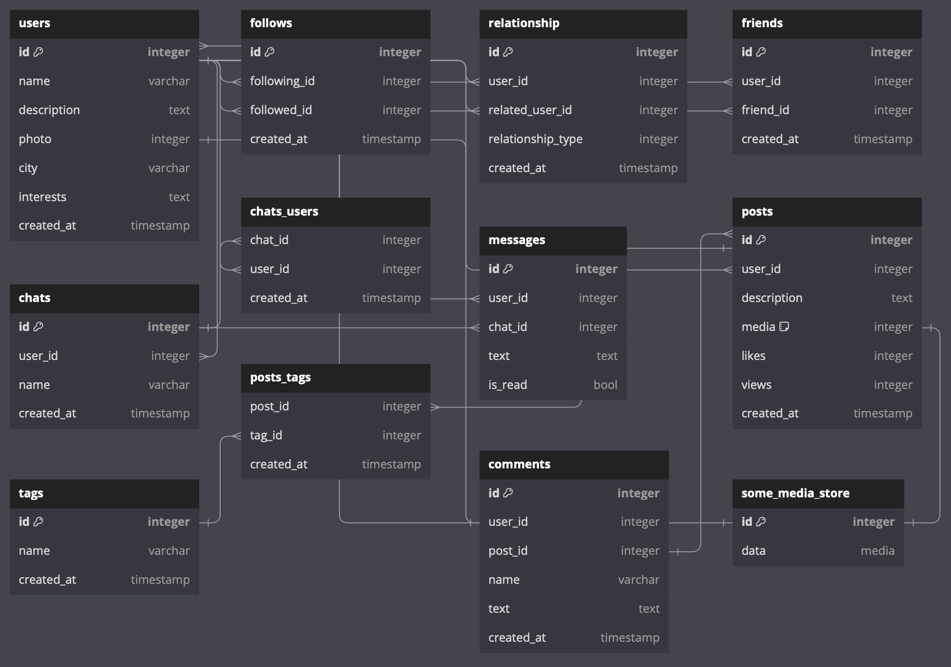 users
id integer
name varchar
description text
photo integer
city varchar
interests text
created_at timestamp
follows
id integer
following_id integer
followed_id integer
created_at timestamp
relationship
id integer
user_id integer
related_user_id integer
relationship_type integer
created_at timestamp
friends
id integer
user_id integer
friend_id integer
created_at timestamp
chats_users
chat_id integer
user_id integer
created_at timestamp
messages
id integer
user_id integer
chat_id integer
text text
is_read bool
posts
id integer
user_id integer
description text
media integer
likes integer
views integer
created_at timestamp
chats
id integer
user_id integer
name varchar
created_at timestamp
posts_tags
post_id integer
tag_id integer
created_at timestamp
tags
id integer
name varchar
created_at timestamp
comments
id integer
user_id integer
post_id integer
name varchar
text text
created_at timestamp
some_media_store
id integer
data media